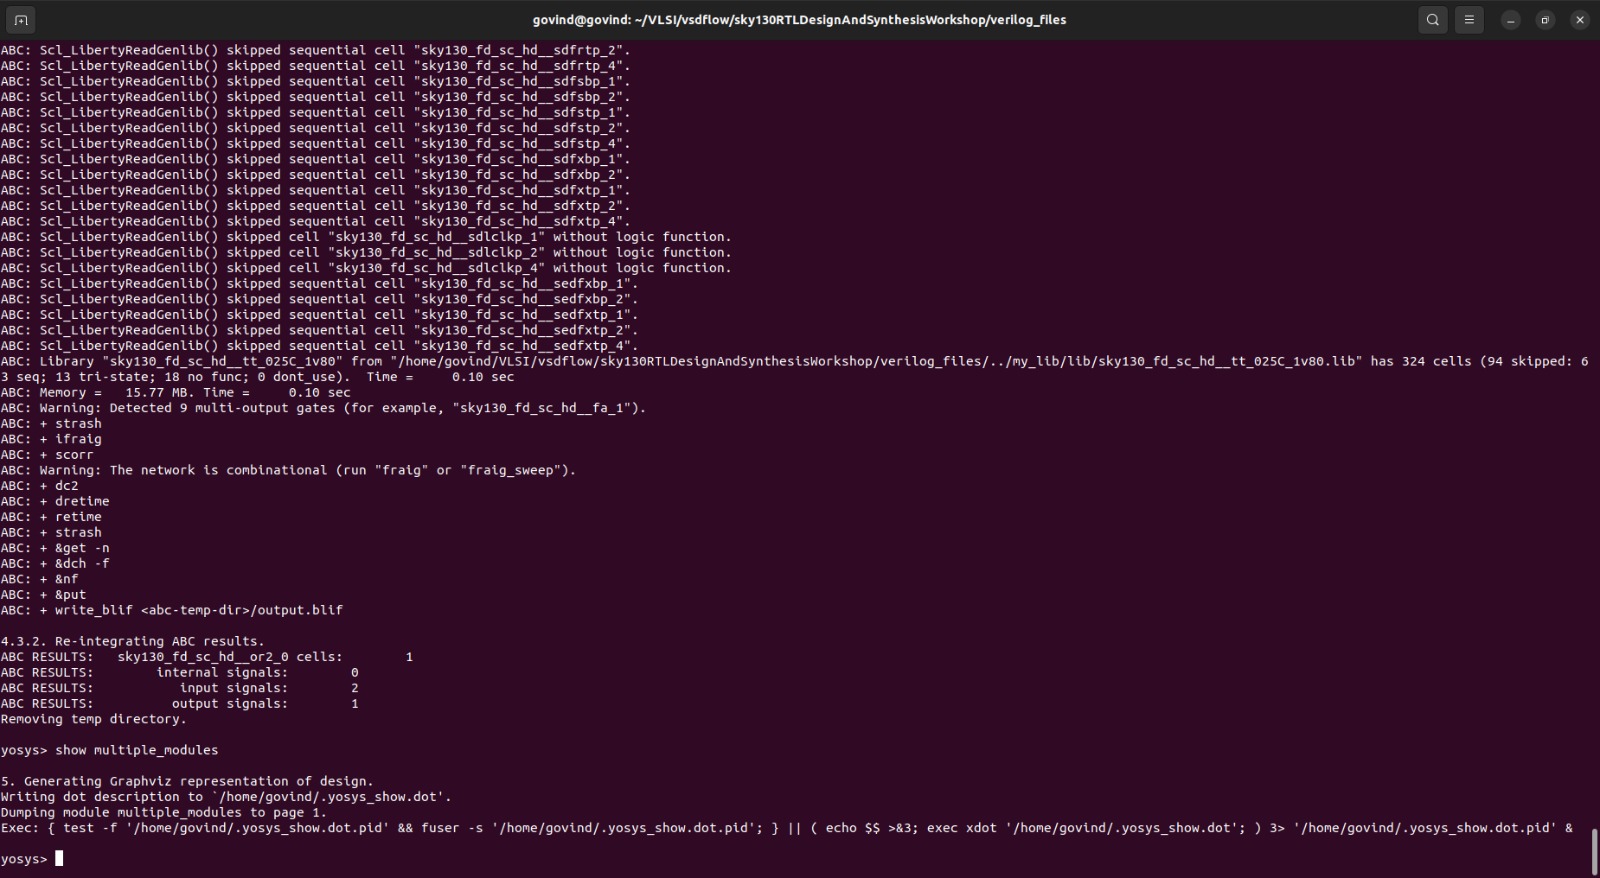 govind@govind: ~/VLSI/vsdflow/sky130RTLDesignAndSynthesisWorkshop/verilog_files
ABC: Scl_LibertyReadGenlib() skipped sequential cell "sky130_fd_sc_hd__sdfrtp_2".
ABC: Scl_LibertyReadGenlib() skipped sequential cell "sky130_fd_sc_hd__sdfrtp_4".
ABC: Scl_LibertyReadGenlib() skipped sequential cell "sky130_fd_sc_hd__sdfsbp_1".
ABC: Scl_LibertyReadGenlib() skipped sequential cell "sky130_fd_sc_hd__sdfsbp_2".
ABC: Scl_LibertyReadGenlib() skipped sequential cell "sky130_fd_sc_hd__sdfstp_1".
ABC: Scl_LibertyReadGenlib() skipped sequential cell "sky130_fd_sc_hd__sdfstp_2".
ABC: Scl_LibertyReadGenlib() skipped sequential cell "sky130_fd_sc_hd__sdfstp_4".
ABC: Scl_LibertyReadGenlib() skipped sequential cell "sky130_fd_sc_hd__sdfxbp_1".
ABC: Scl_LibertyReadGenlib() skipped sequential cell "sky130_fd_sc_hd__sdfxbp_2".
ABC: Scl_LibertyReadGenlib() skipped sequential cell "sky130_fd_sc_hd__sdfxtp_1".
ABC: Scl_LibertyReadGenlib() skipped sequential cell "sky130_fd_sc_hd__sdfxtp_2".
ABC: Scl_LibertyReadGenlib() skipped sequential cell "sky130_fd_sc_hd__sdfxtp_4".
ABC: Scl_LibertyReadGenlib() skipped cell "sky130_fd_sc_hd__sdlclkp_1" without logic function.
ABC: Scl_LibertyReadGenlib() skipped cell "sky130_fd_sc_hd__sdlclkp_2" without logic function.
ABC: Scl_LibertyReadGenlib() skipped cell "sky130_fd_sc_hd__sdlclkp_4" without logic function.
ABC: Scl_LibertyReadGenlib() skipped sequential cell "sky130_fd_sc_hd__sedfxbp_1".
ABC: Scl_LibertyReadGenlib() skipped sequential cell "sky130_fd_sc_hd__sedfxbp_2".
ABC: Scl_LibertyReadGenlib() skipped sequential cell "sky130_fd_sc_hd__sedfxtp_1".
ABC: Scl_LibertyReadGenlib() skipped sequential cell "sky130_fd_sc_hd__sedfxtp_2".
ABC: Scl_LibertyReadGenlib() skipped sequential cell "sky130_fd_sc_hd__sedfxtp_4".
ABC: Library "sky130_fd_sc_hd__tt_025C_1v80" from "/home/govind/VLSI/vsdflow/sky130RTLDesignAndSynthesisWorkshop/verilog_files/../my_lib/lib/sky130_fd_sc_hd__tt_025C_1v80.lib" has 324 cells (94 skipped: 6
3 seq; 13 tri-state; 18 no func; 0 dont_use).  Time =     0.10 sec
ABC: Memory =   15.77 MB. Time =     0.10 sec
ABC: Warning: Detected 9 multi-output gates (for example, "sky130_fd_sc_hd__fa_1").
ABC: + strash
ABC: + ifraig
ABC: + scorr
ABC: Warning: The network is combinational (run "fraig" or "fraig_sweep").
ABC: + dc2
ABC: + dretime
ABC: + retime
ABC: + strash
ABC: + &get -n
ABC: + &dch -f
ABC: + &nf
ABC: + &put
ABC: + write_blif <abc-temp-dir>/output.blif
4.3.2. Re-integrating ABC results.
ABC RESULTS:   sky130_fd_sc_hd__or2_0 cells:        1
ABC RESULTS:        internal signals:        0
ABC RESULTS:           input signals:        2
ABC RESULTS:          output signals:        1
Removing temp directory.
yosys> show multiple_modules
5. Generating Graphviz representation of design.
Writing dot description to `/home/govind/.yosys_show.dot'.
Dumping module multiple_modules to page 1.
Exec: { test -f '/home/govind/.yosys_show.dot.pid' && fuser -s '/home/govind/.yosys_show.dot.pid'; } || ( echo $$ >&3; exec xdot '/home/govind/.yosys_show.dot'; ) 3> '/home/govind/.yosys_show.dot.pid' &
yosys>